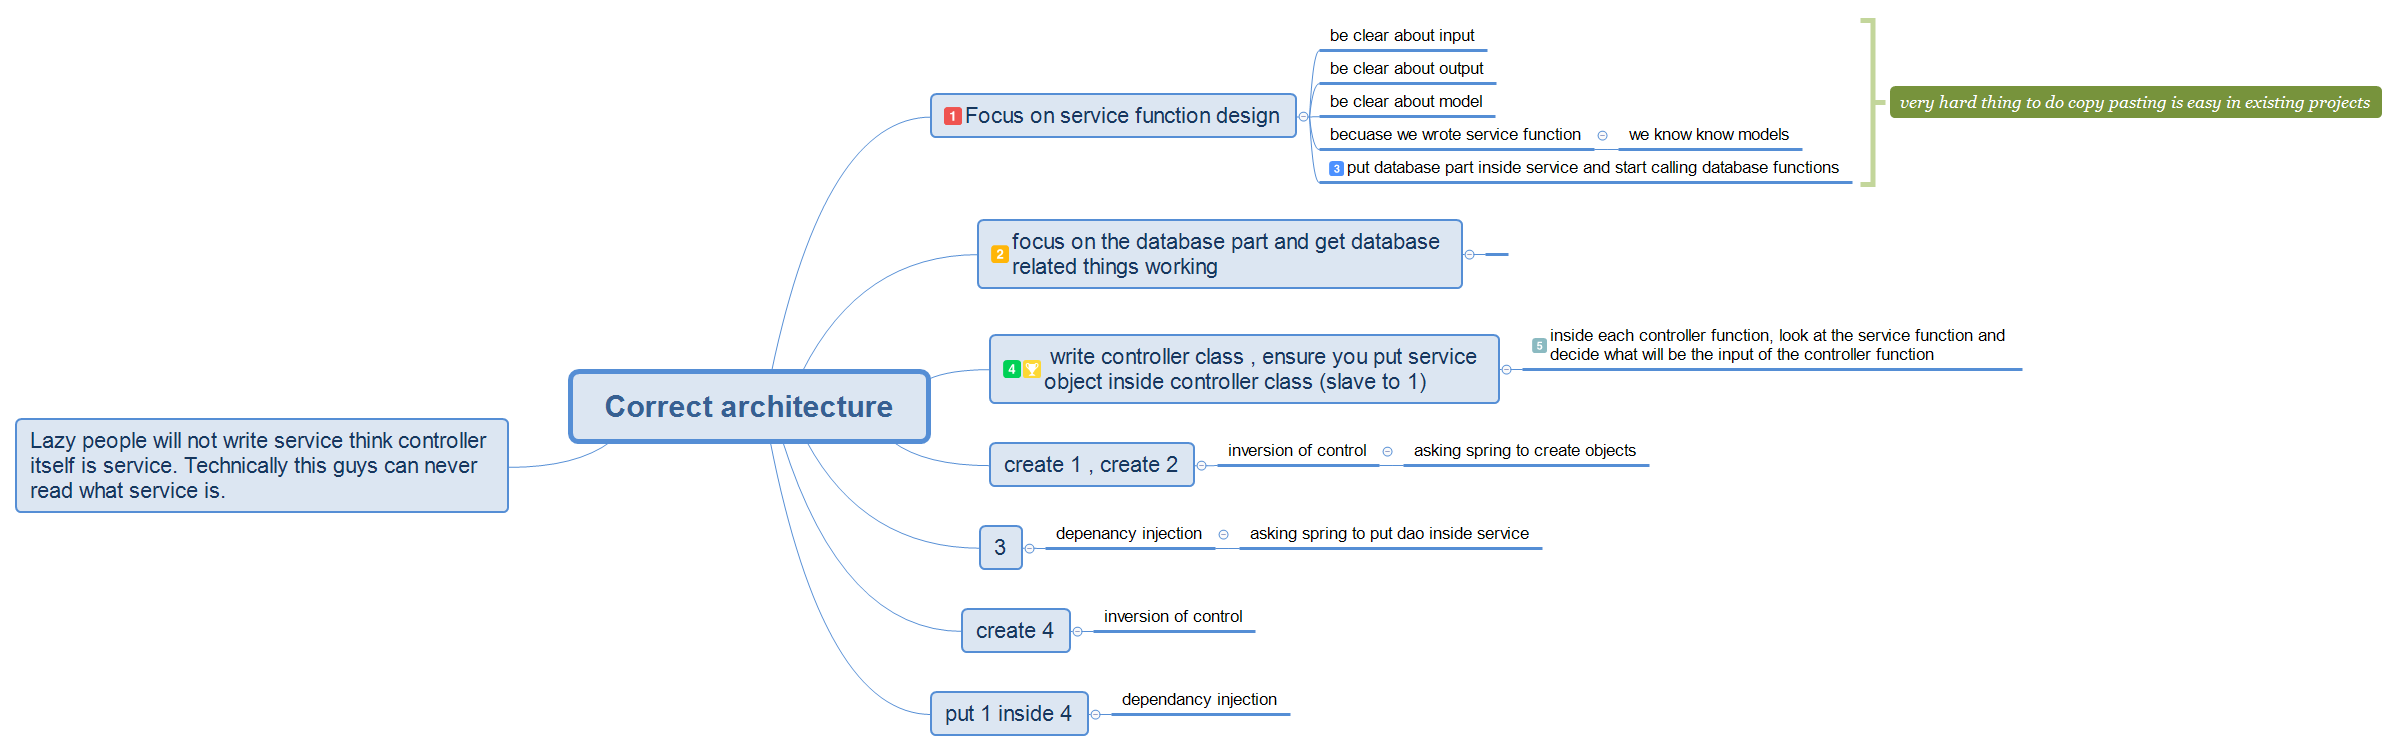 be clear about input
be clear about output
be clear about model
becuase we wrote service function
we know know models
3 put database part inside service and start calling database functions
very hard thing to do copy pasting is easy in existing projects
1 Focus on service function design
2 focus on the database part and get database
related things working
4 write controller class , ensure you put service
object inside controller class (slave to 1)
5 inside each controller function, look at the service function and
decide what will be the input of the controller function
Correct architecture
Lazy people will not write service think controller
itself is service. Technically this guys can never
read what service is.
create 1 , create 2
inversion of control
asking spring to create objects
3
depenancy injection
asking spring to put dao inside service
create 4
inversion of control
put 1 inside 4
dependancy injection